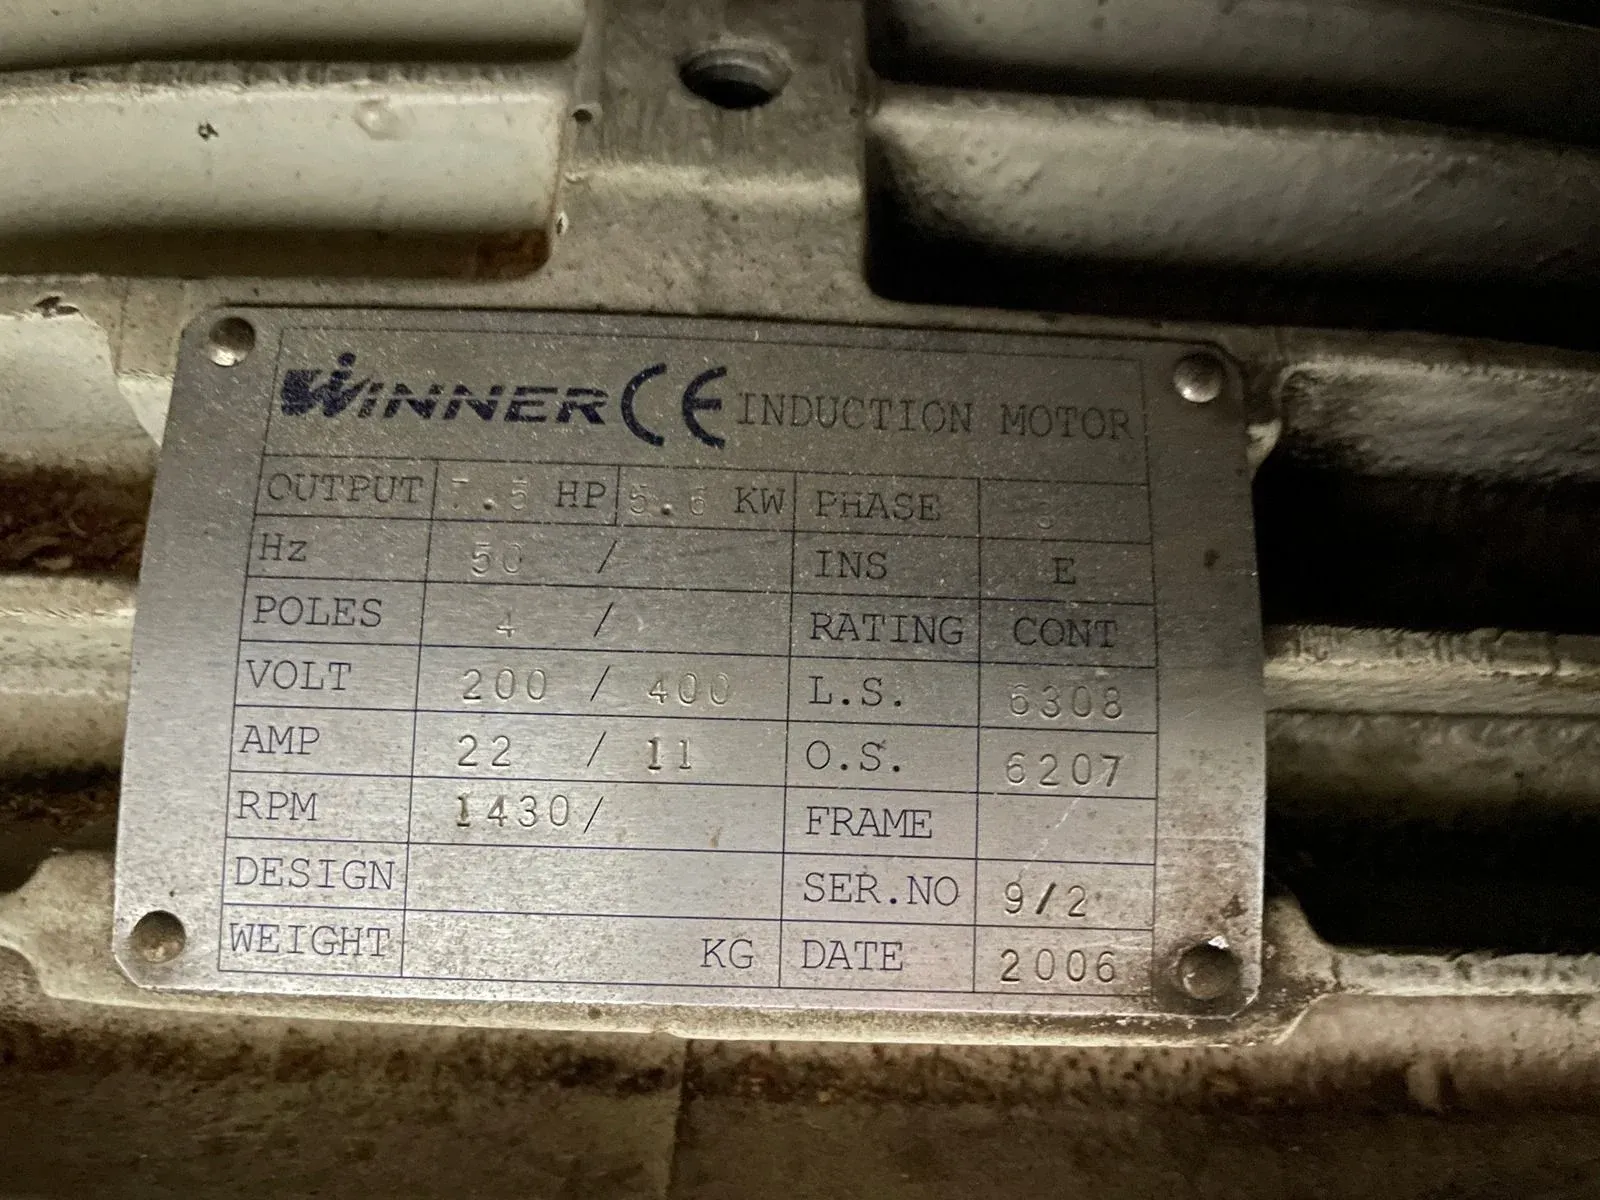 WINNER CE INDUCTION MOTOR
OUTPUT 7.5 HP 5.6 KW PHASE 3
Hz 50 / INS E
POLES 4 / RATING CONT
VOLT 200 / 400 L.S. 6308
AMP 22 / 11 O.S. 6207
RPM 1430/ FRAME
DESIGN SER.NO 9/2
WEIGHT KG DATE 2006